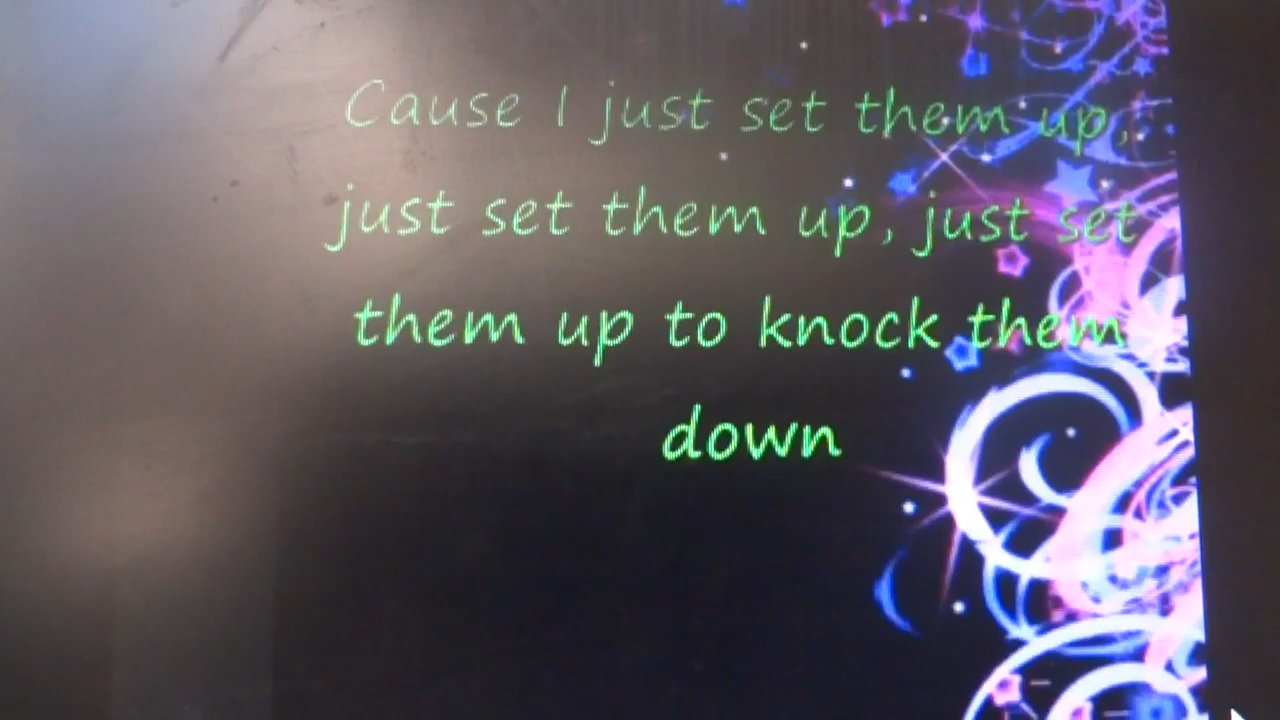 Cause I just set them up,
just set them up, just set
them up to knock them
down